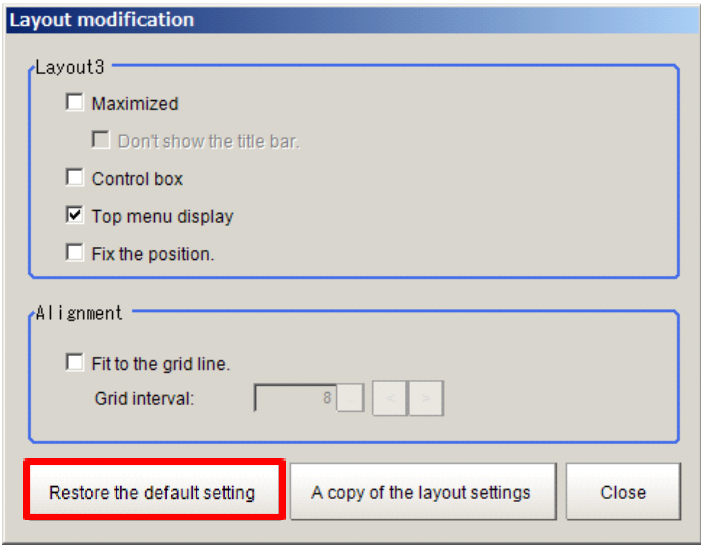 Layout modification
Layout3
Maximized
Don't show the title bar.
Control box
Top menu display
Fix the position.
Alignment
Fit to the grid line.
Grid interval: 8 . < >
Restore the default setting A copy of the layout settings Close